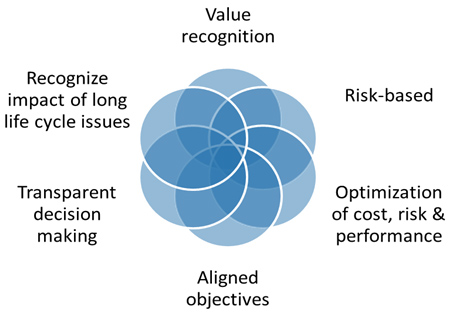 Value
recognition
Risk-based
Optimization
of cost, risk &
performance
Aligned
objectives
Transparent
decision
making
Recognize
impact of long
life cycle issues